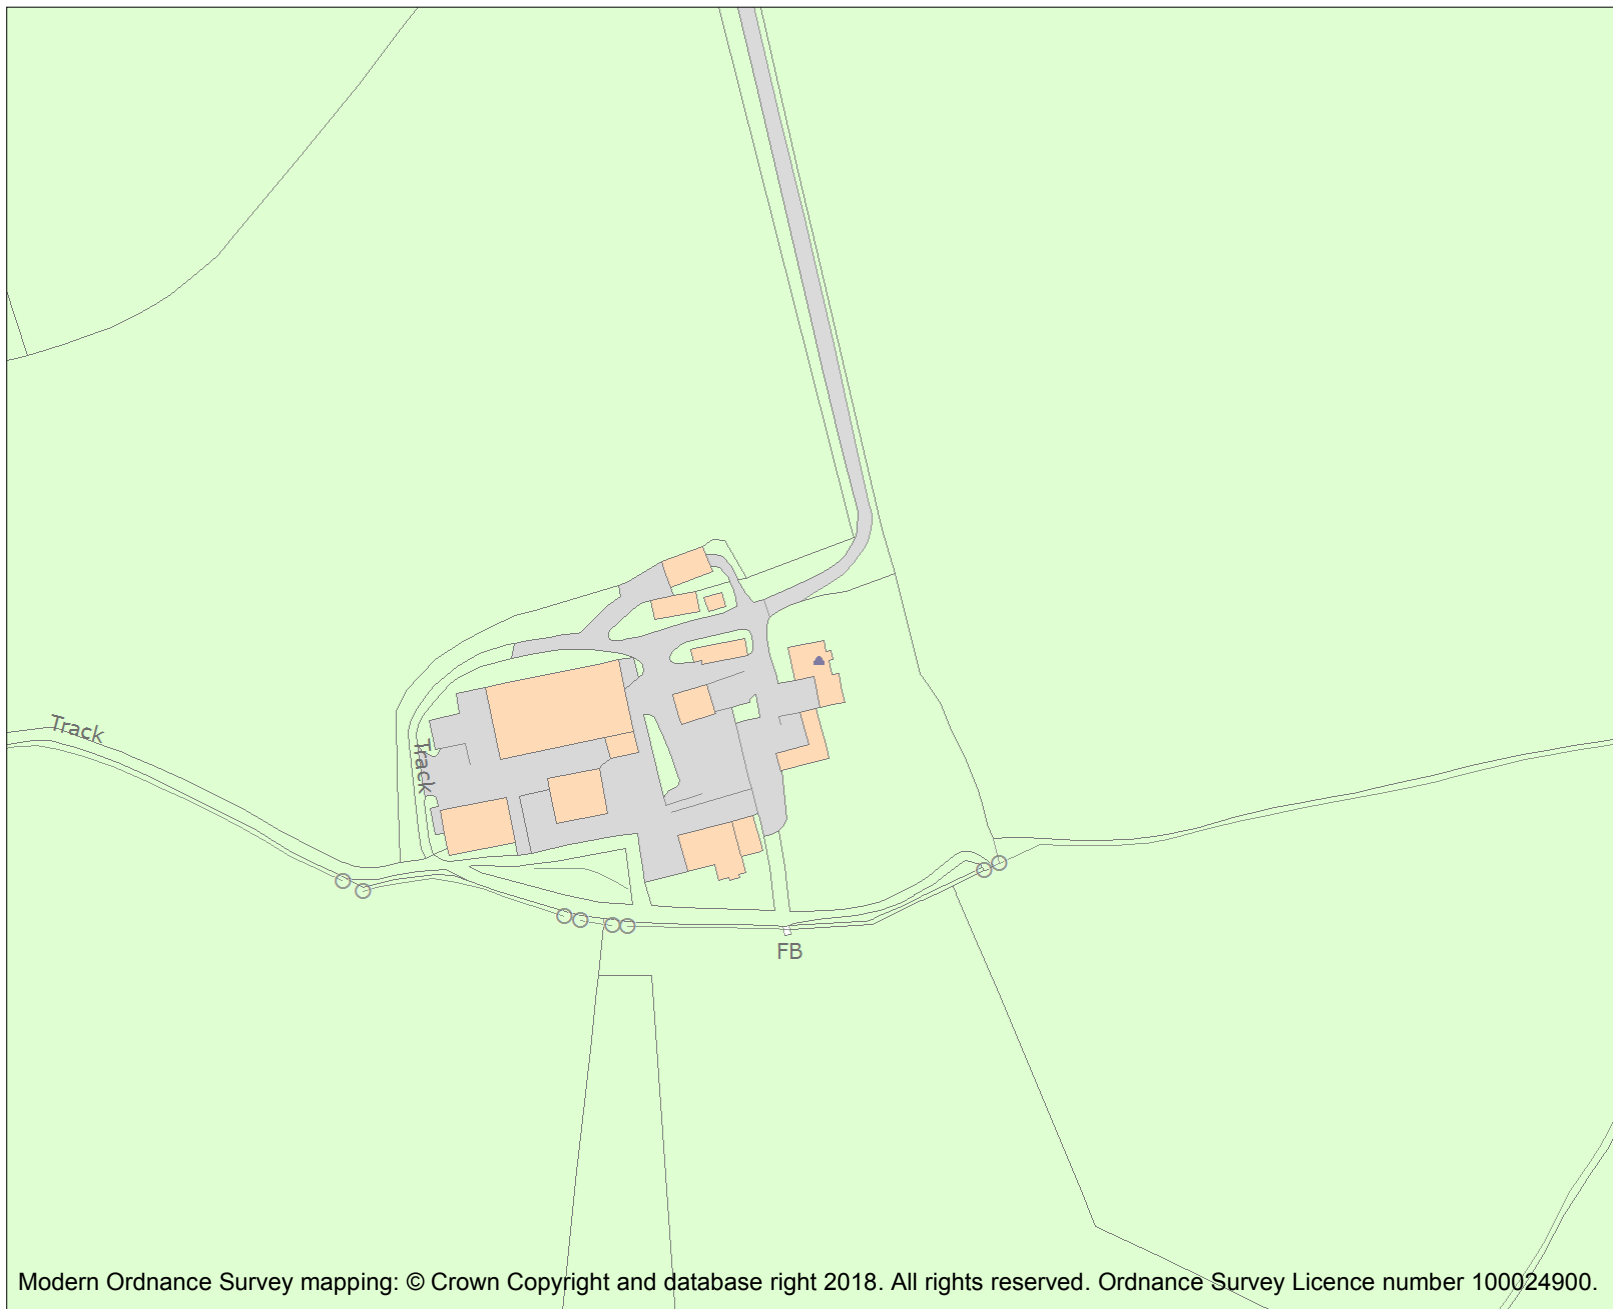 Track
Track
FB
Modern Ordnance Survey mapping: © Crown Copyright and database right 2018. All rights reserved. Ordnance Survey Licence number 100024900.